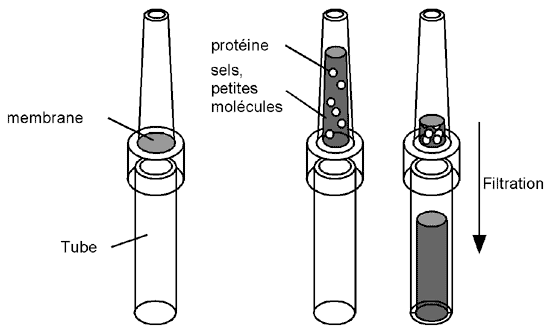 membrane
Tube
protéine
sels,
petites
molécules
Filtration